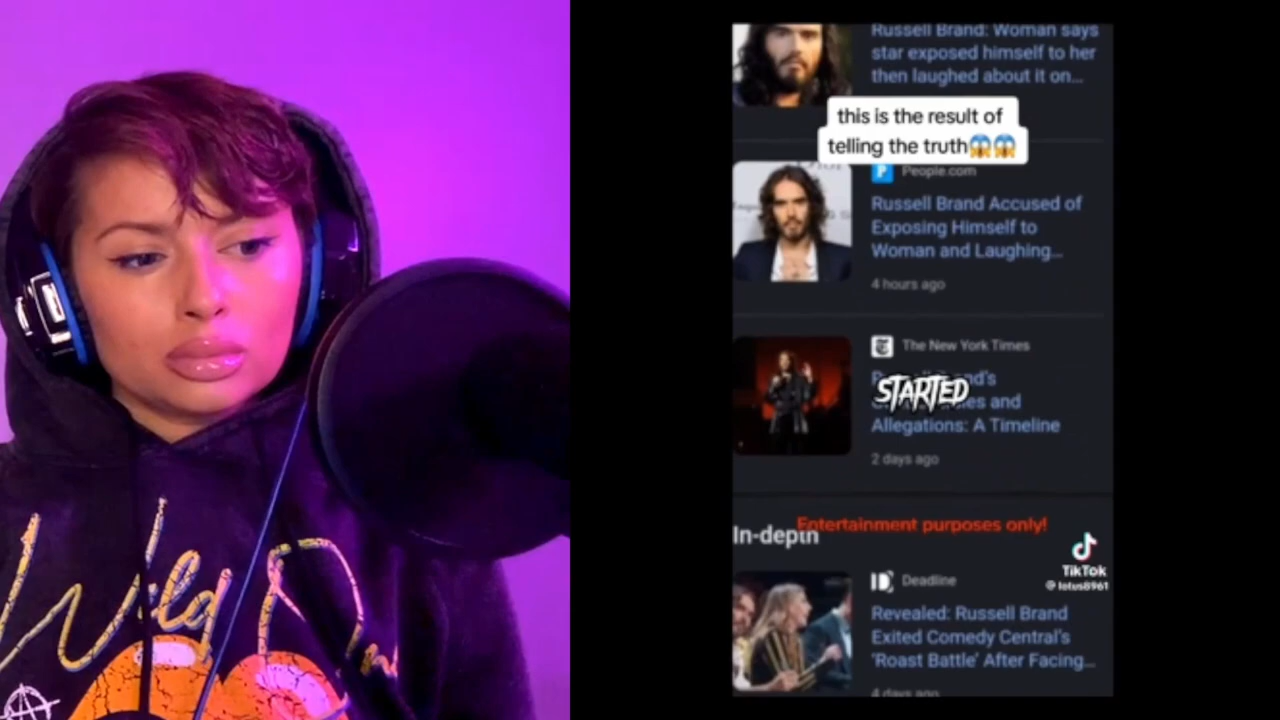 Wild
Russell Brand: Woman says
star exposed himself to her
then laughed about it on...
this is the result of
telling the truth😱😱
People.com
Russell Brand Accused of
Exposing Himself to
Woman and Laughing...
4 hours ago
The New York Times
STARTED
Allegations: A Timeline
2 days ago
Entertainment purposes only!
In-depth
TikTok
@lotus8961
Deadline
Revealed: Russell Brand
Exited Comedy Central's
'Roast Battle' After Facing...
4 days ago